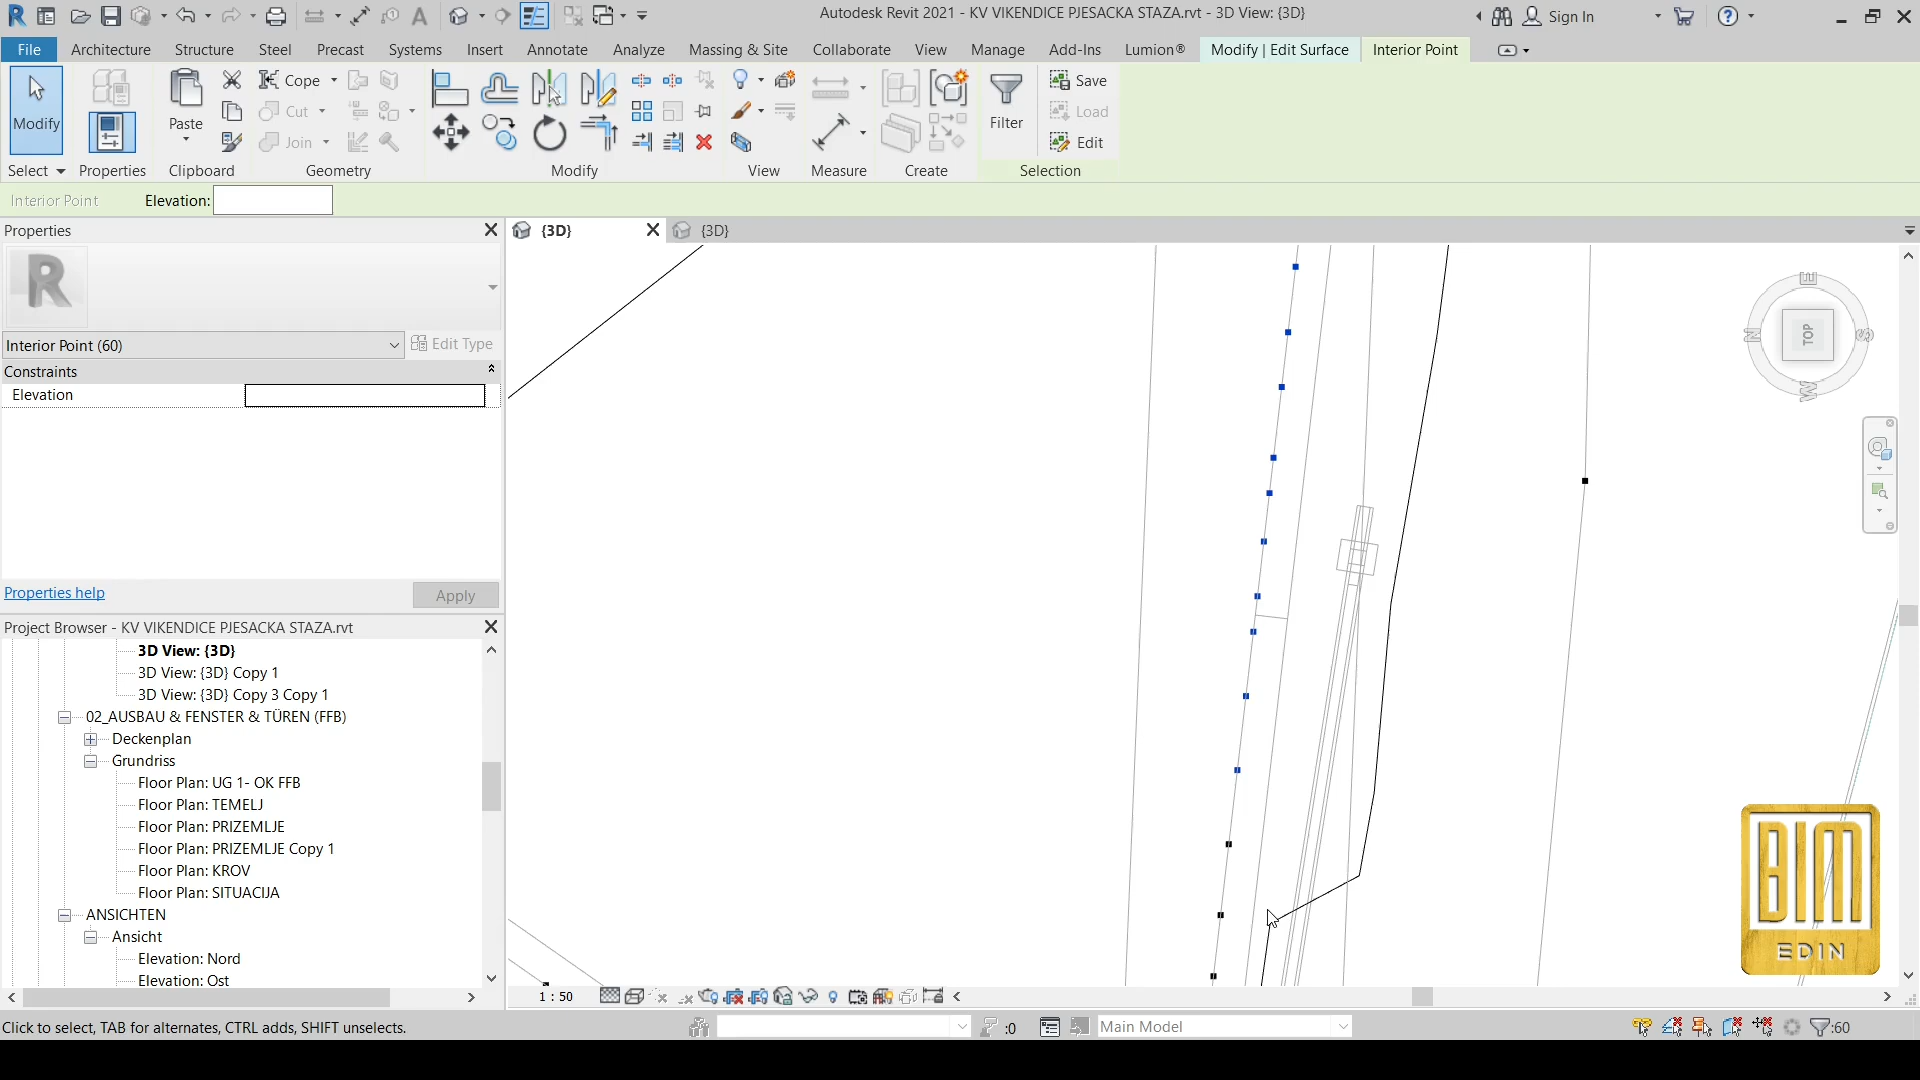 Autodesk Revit 2021 - KV VIKENDICE PJESACKA STAZA.rvt - 3D View: {3D}
Sign In
File Architecture Structure Steel Precast Systems Insert Annotate Analyze Massing & Site Collaborate View Manage Add-Ins Lumion® Modify | Edit Surface Interior Point
Modify
Paste
Cope
Cut
Join
Filter
Save
Load
Edit
Select Properties Clipboard Geometry Modify View Measure Create Selection
Interior Point Elevation:
Properties
{3D}
{3D}
Interior Point (60)
Edit Type
Constraints
Elevation
Properties help
Apply
Project Browser - KV VIKENDICE PJESACKA STAZA.rvt
3D View: {3D}
3D View: {3D} Copy 1
3D View: {3D} Copy 3 Copy 1
02_AUSBAU & FENSTER & TÜREN (FFB)
Deckenplan
Grundriss
Floor Plan: UG 1- OK FFB
Floor Plan: TEMELJ
Floor Plan: PRIZEMLJE
Floor Plan: PRIZEMLJE Copy 1
Floor Plan: KROV
Floor Plan: SITUACIJA
ANSICHTEN
Ansicht
Elevation: Nord
Elevation: Ost
TOP
E
N
S
W
BIM
EDIN
1 : 50
Click to select, TAB for alternates, CTRL adds, SHIFT unselects.
:0
Main Model
:60